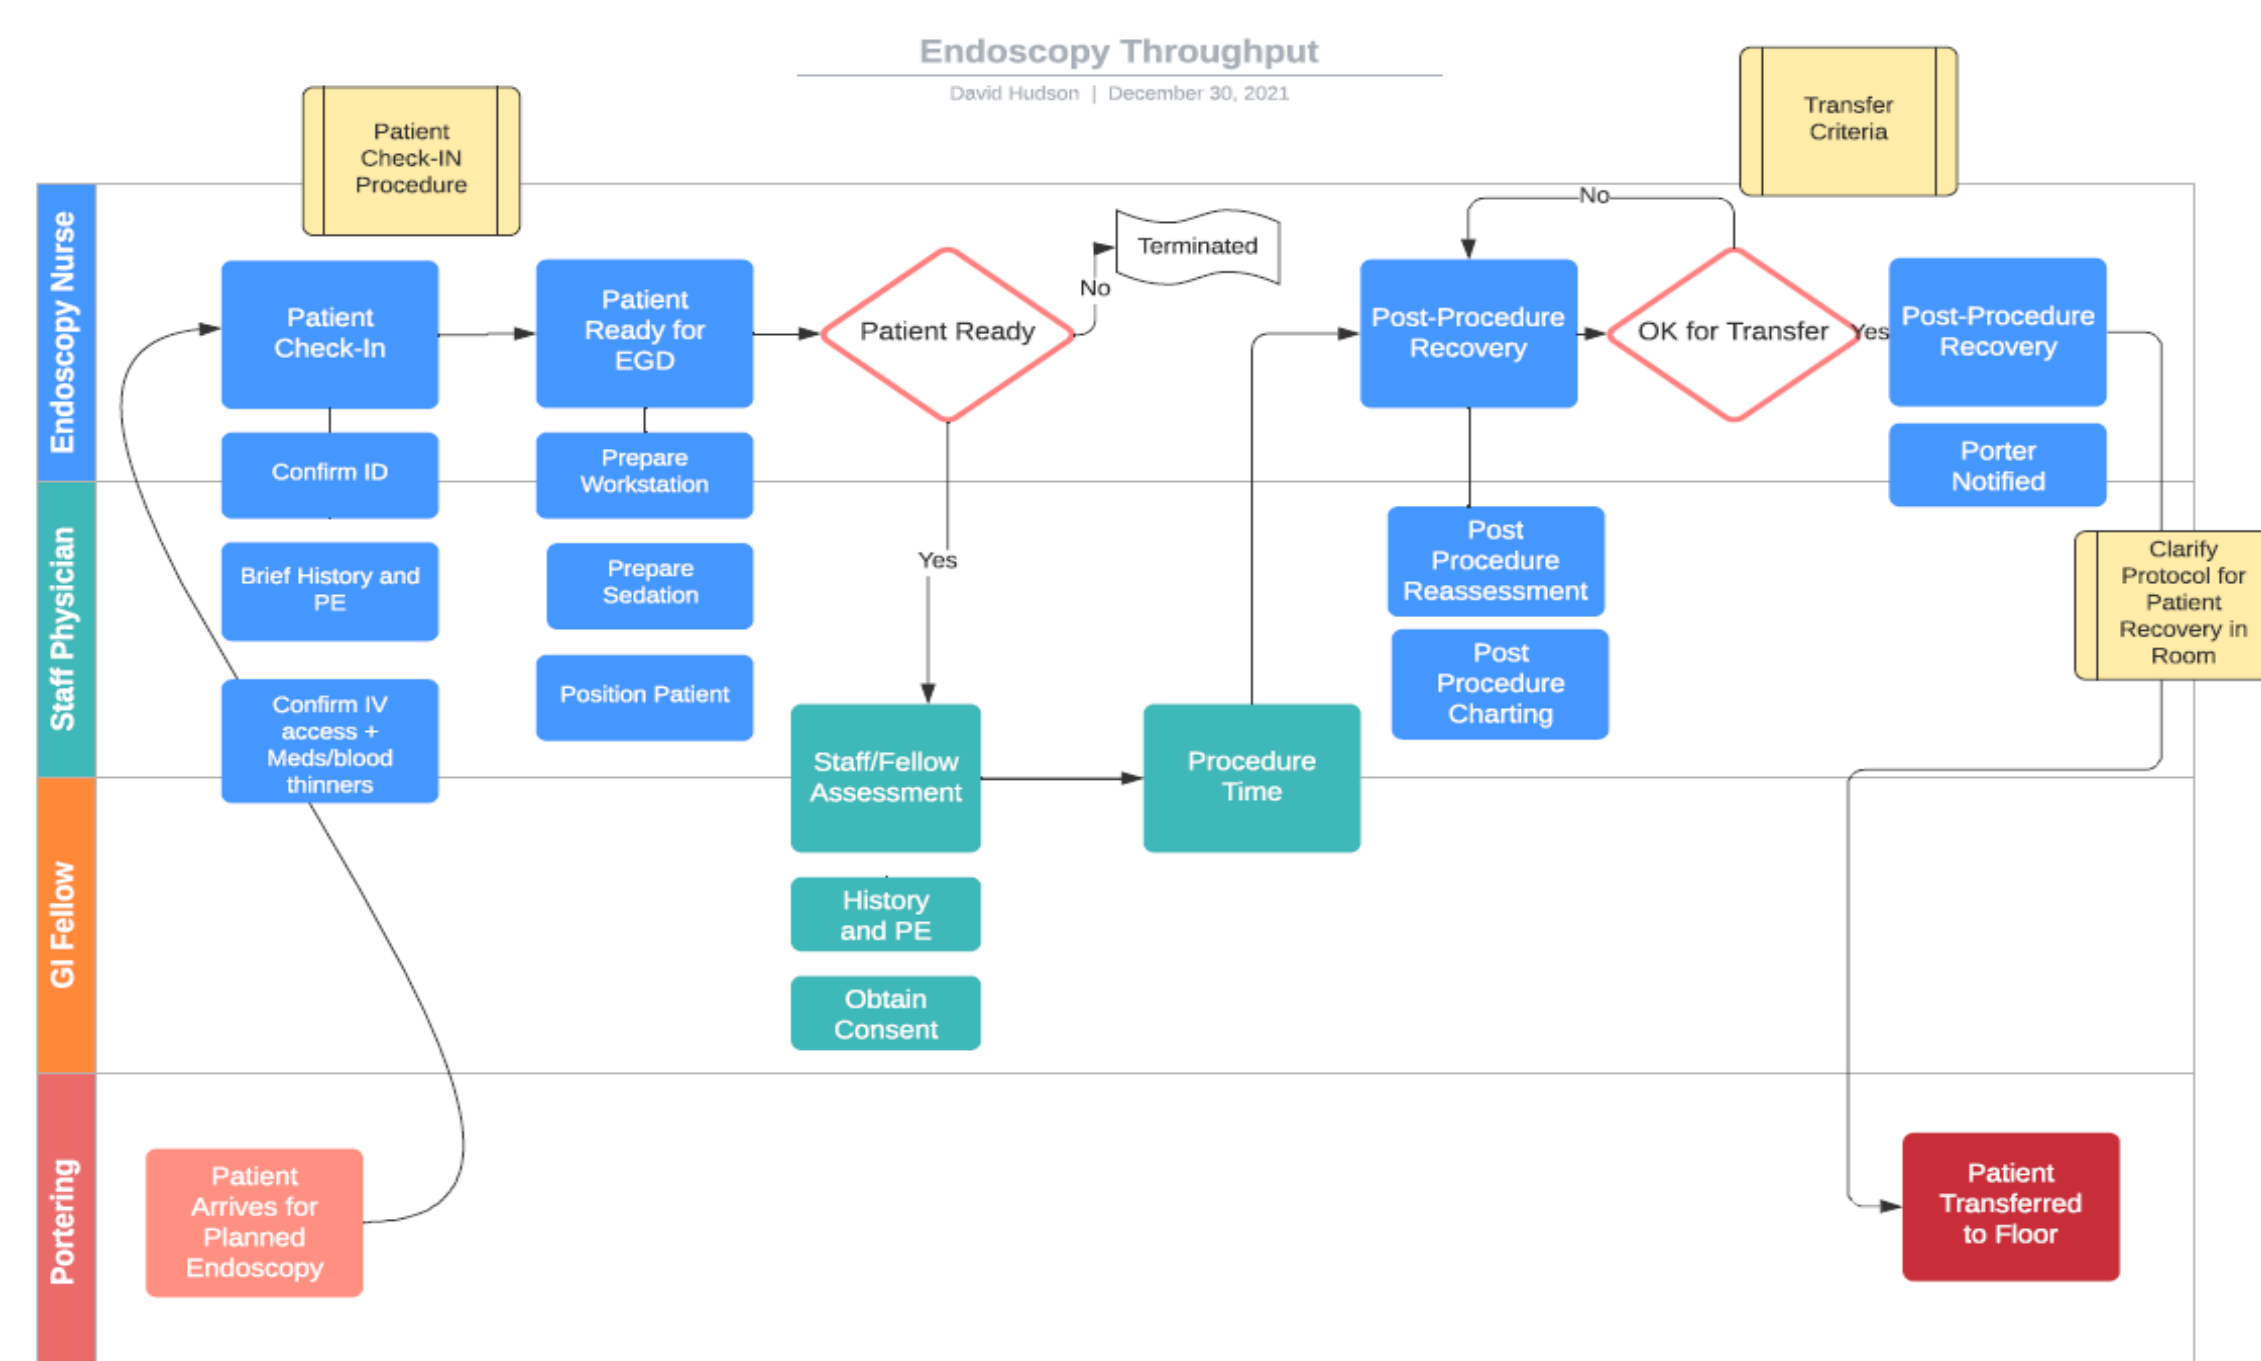 Endoscopy Throughput
David Hudson | December 30, 2021
Patient
Check-IN
Procedure
Transfer
Criteria
Endoscopy Nurse
Patient
Check-In
Patient
Ready for
EGD
Patient Ready
No
Terminated
Yes
No
Post-Procedure
Recovery
OK for Transfer
Yes
Post-Procedure
Recovery
Confirm ID
Prepare
Workstation
Porter
Notified
Staff Physician
Brief History and
PE
Prepare
Sedation
Post
Procedure
Reassessment
Clarify
Protocol for
Patient
Recovery in
Room
Confirm IV
access +
Meds/blood
thinners
Position Patient
Post
Procedure
Charting
Staff/Fellow
Assessment
Procedure
Time
GI Fellow
History
and PE
Obtain
Consent
Portering
Patient
Arrives for
Planned
Endoscopy
Patient
Transferred
to Floor